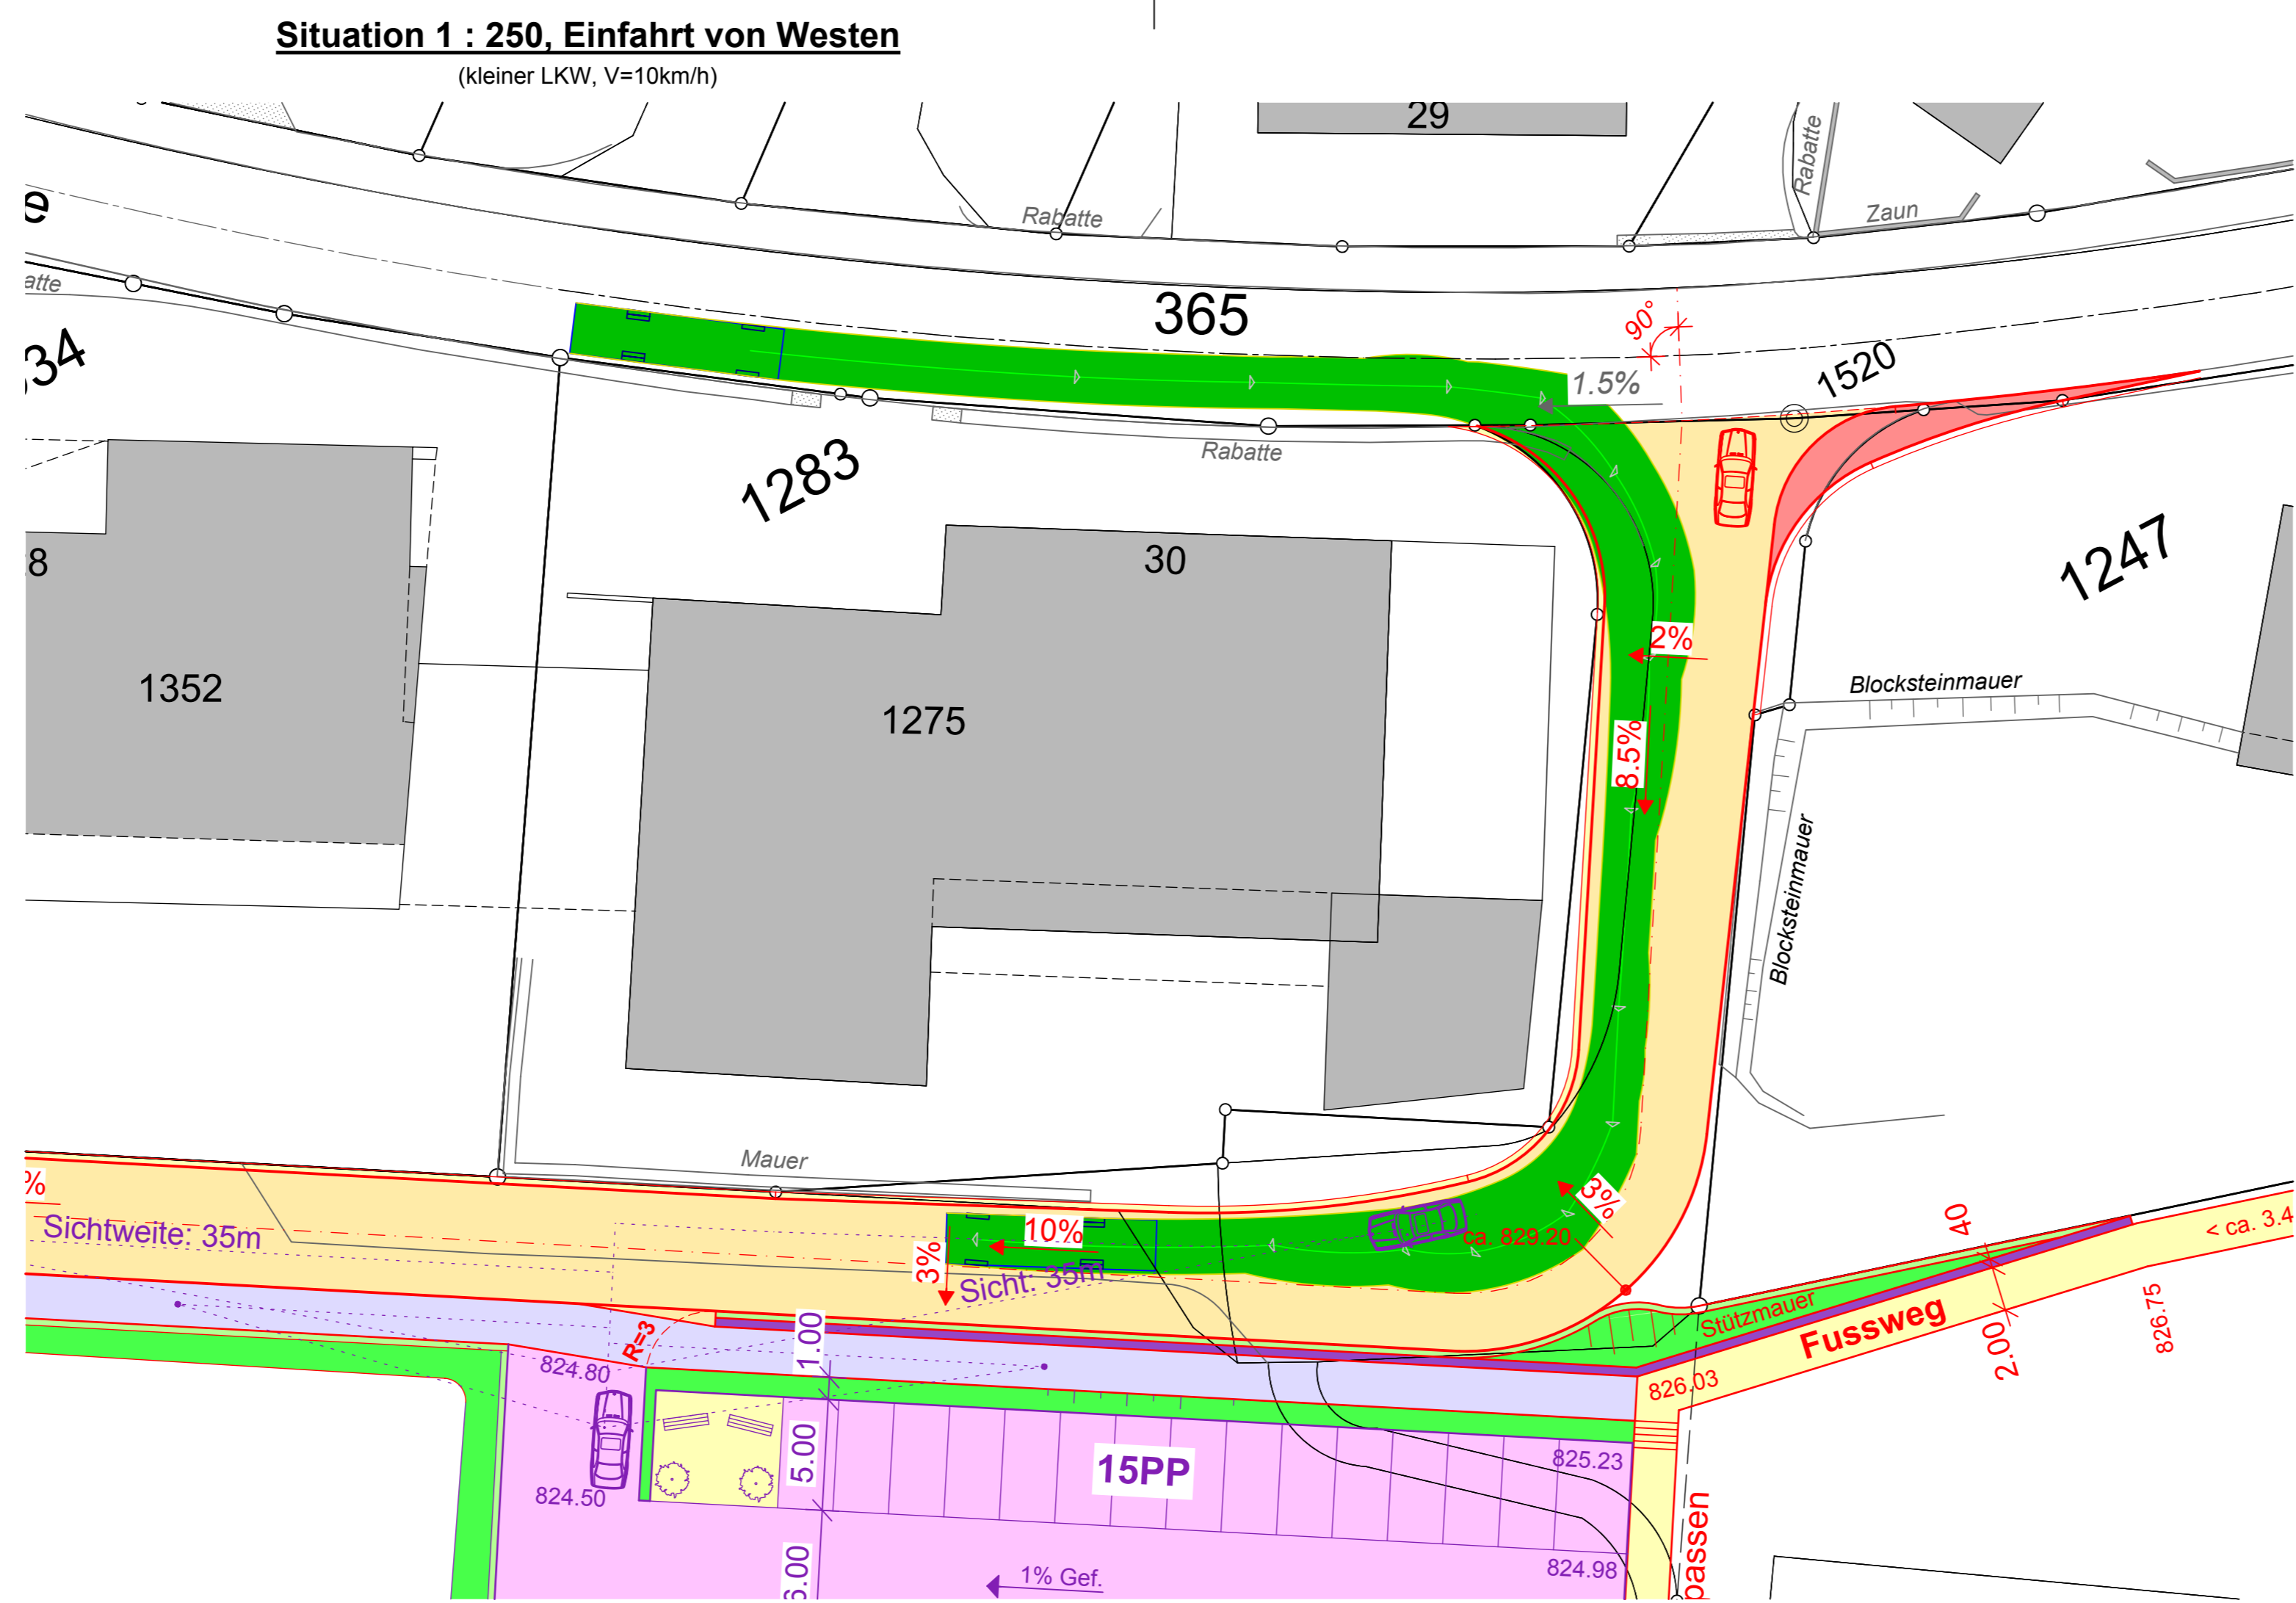 Situation 1 : 250, Einfahrt von Westen
(kleiner LKW, V=10km/h)
29
Rabatte
Rabatte
Zaun
e
atte
365
90°
1.5%
1520
34
1283
Rabatte
30
8
1247
2%
1352
1275
Blocksteinmauer
8.5%
Blocksteinmauer
Mauer
%
Sichtweite: 35m
10%
3%
3%
ca. 829.20
Sicht: 35m
40
< ca. 3.4
Stützmauer
Fussweg
2.00
826.75
R=3
1.00
824.80
826.03
5.00
15PP
825.23
824.50
824.98
6.00
1% Gef.
passen